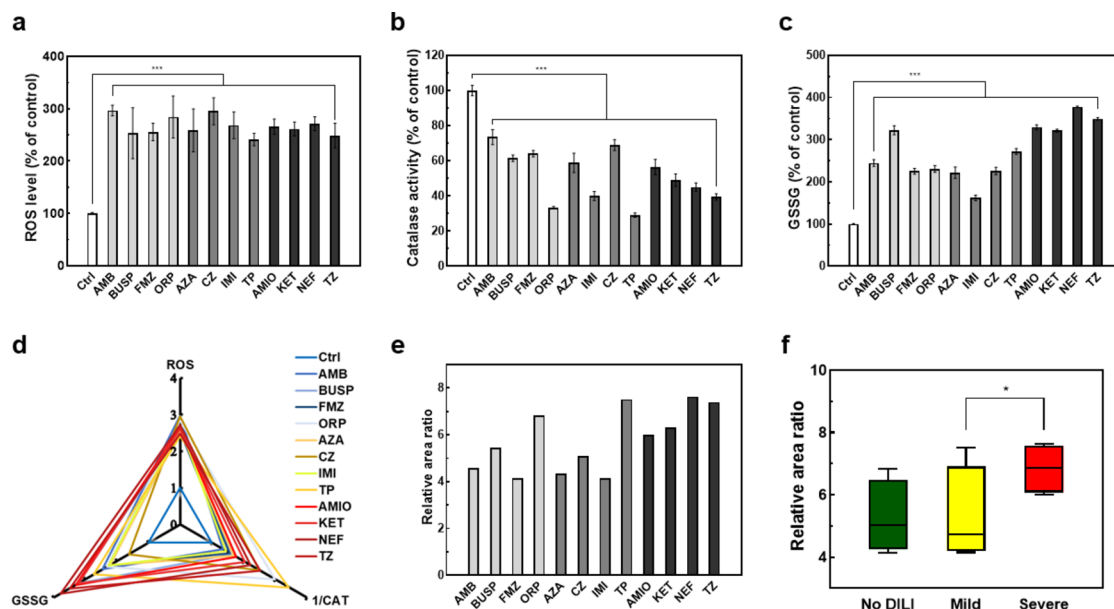 a
ROS level (% of control)
400
300
200
100
0
***
Ctrl
AMB
BUSP
FMZ
ORP
AZA
CZ
IMI
TP
AMIO
KET
NEF
TZ
b
Catalase activity (% of control)
120
100
80
60
40
20
0
***
Ctrl
AMB
BUSP
FMZ
ORP
AZA
IMI
CZ
TP
AMIO
KET
NEF
TZ
c
GSSG (% of control)
500
400
300
200
100
0
***
Ctrl
AMB
BUSP
FMZ
ORP
AZA
IMI
CZ
TP
AMIO
KET
NEF
TZ
d
ROS
4
3
2
1
0
GSSG
1/CAT
Ctrl
AMB
BUSP
FMZ
ORP
AZA
CZ
IMI
TP
AMIO
KET
NEF
TZ
e
Relative area ratio
8
6
4
2
0
AMB
BUSP
FMZ
ORP
AZA
CZ
IMI
TP
AMIO
KET
NEF
TZ
f
Relative area ratio
10
8
6
4
*
No DILI
Mild
Severe